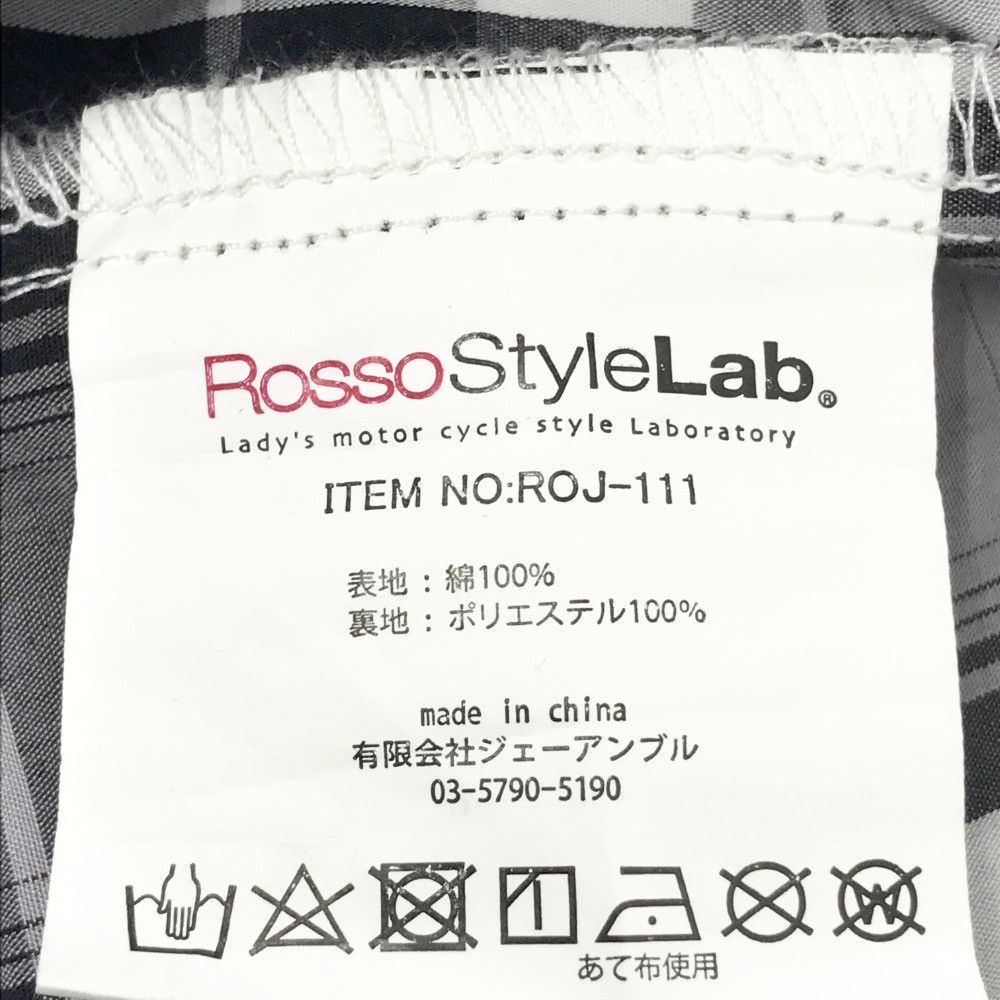 RossoStyleLab®
Lady's motor cycle style Laboratory
ITEM NO:ROJ-111
表地：綿100%
裏地：ポリエステル100%
made in china
有限会社ジェーアンブル
03-5790-5190
W
あて布使用